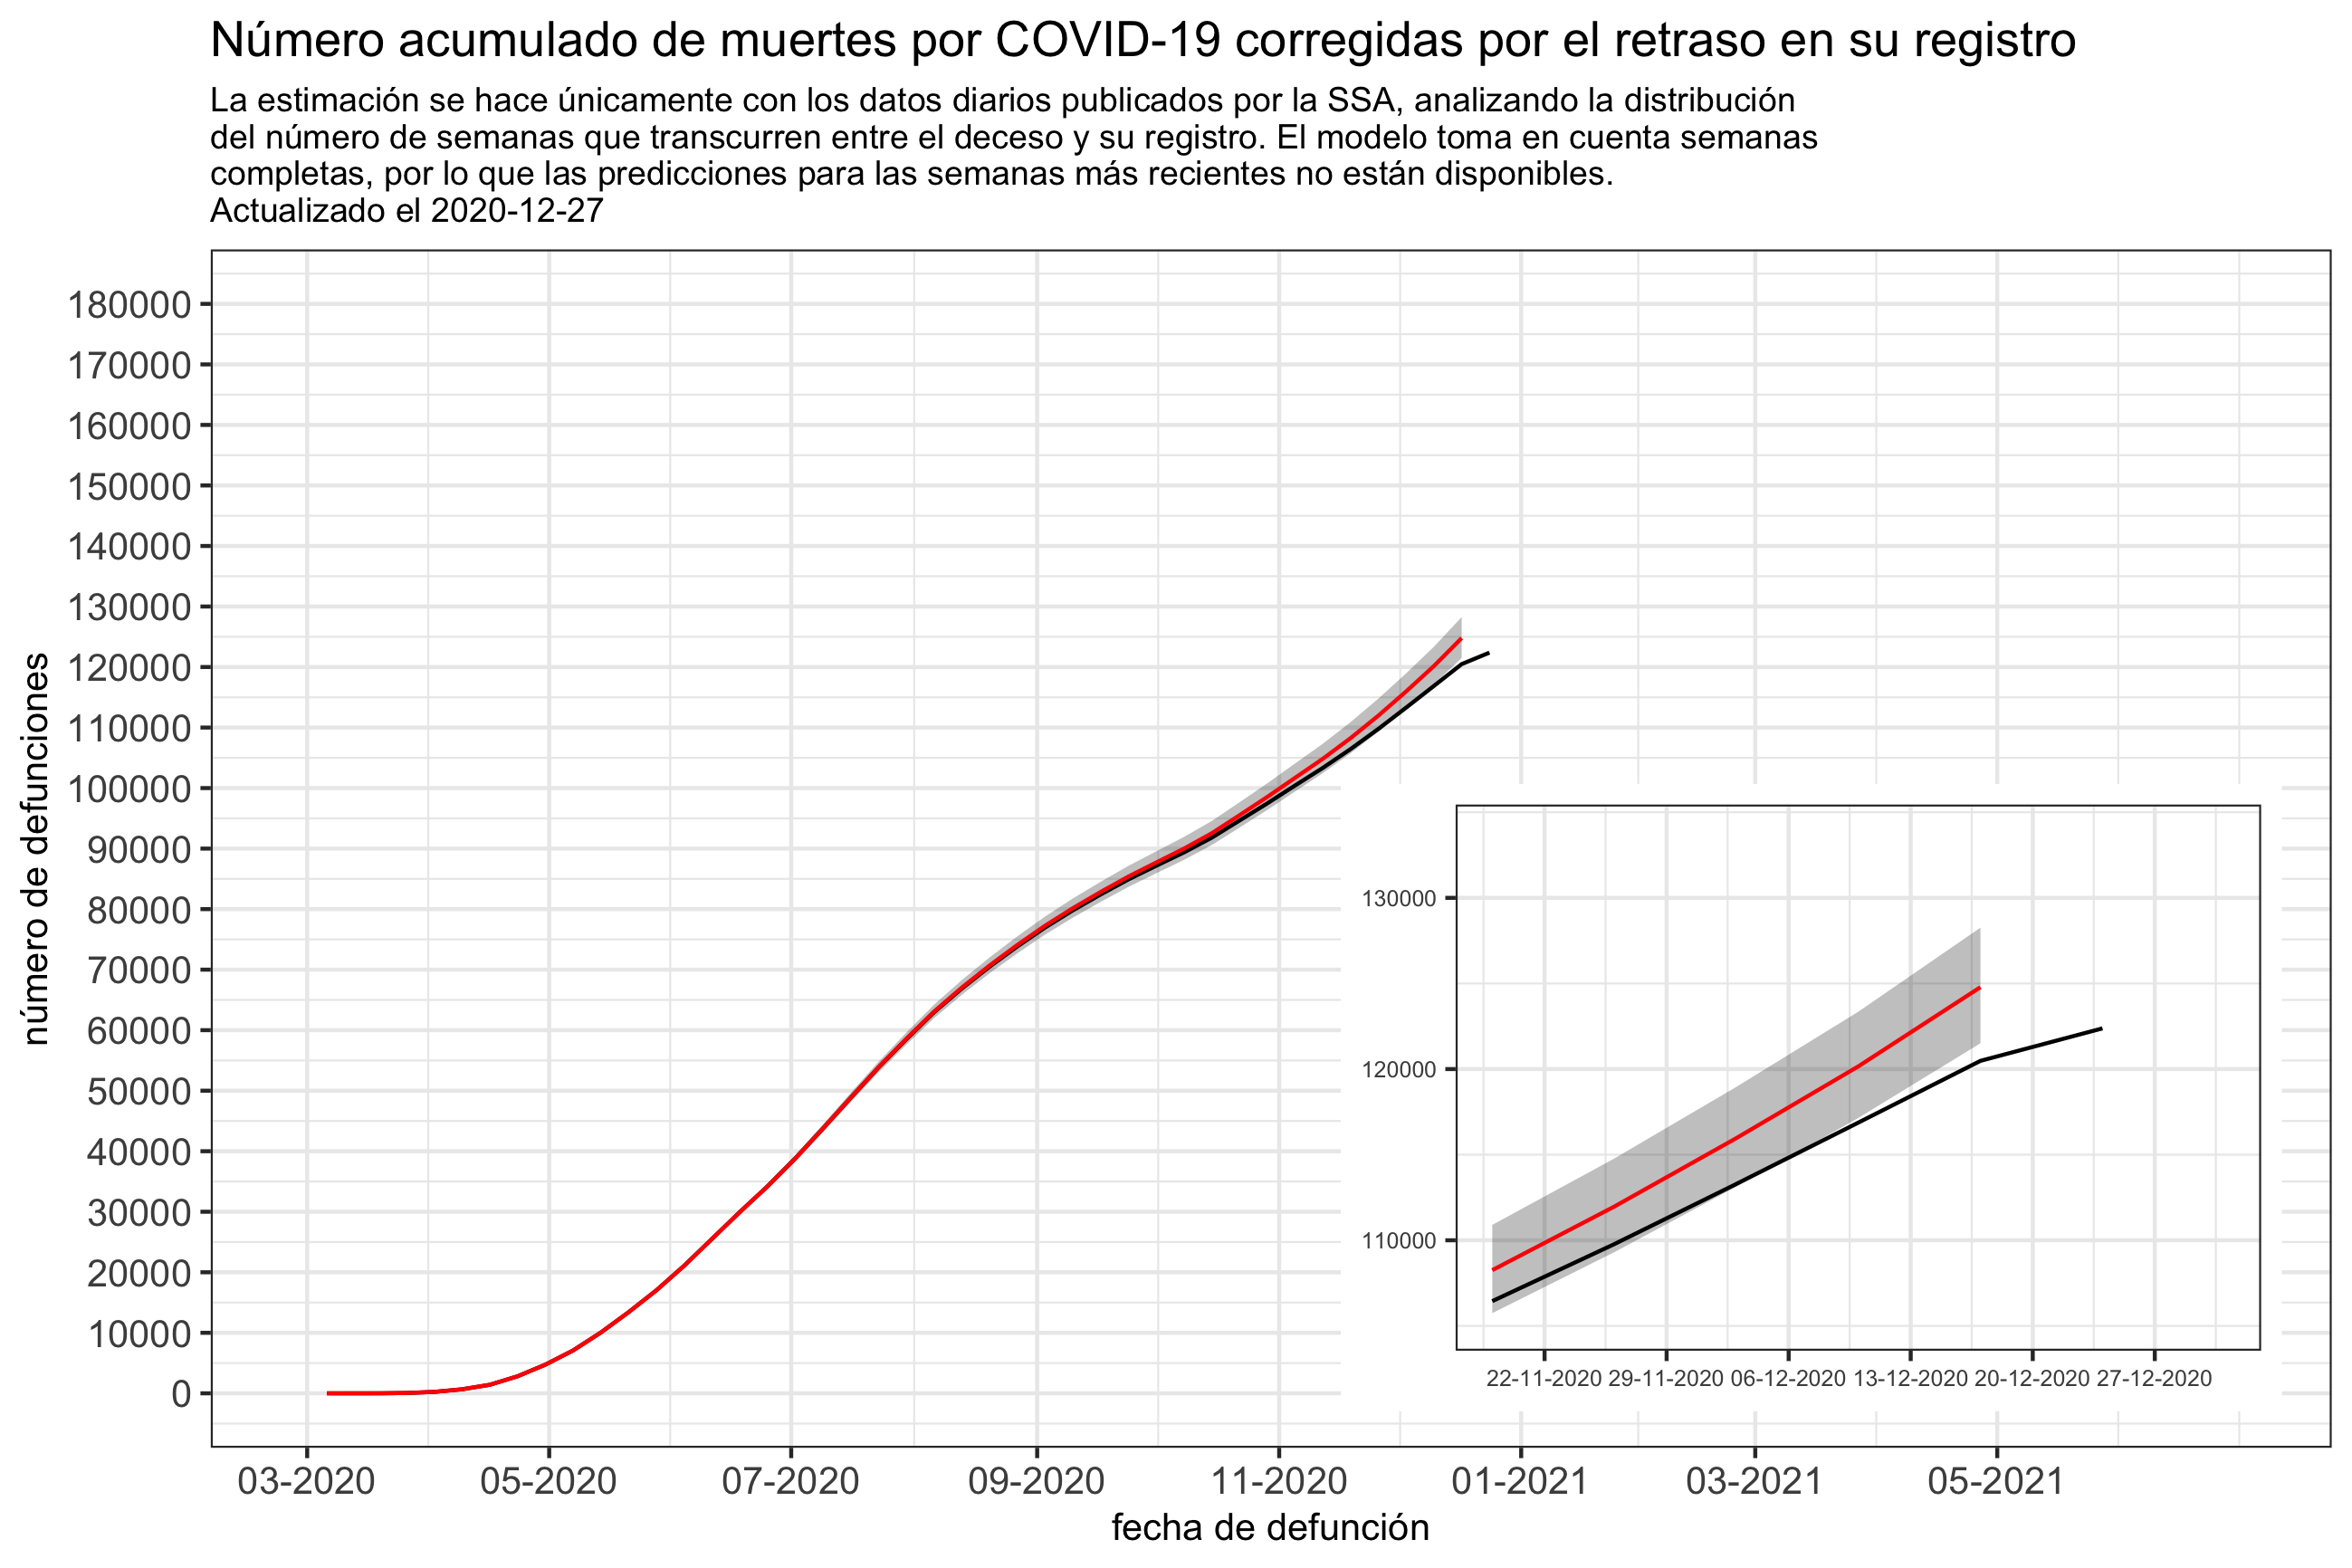 Número acumulado de muertes por COVID-19 corregidas por el retraso en su registro
La estimación se hace únicamente con los datos diarios publicados por la SSA, analizando la distribución
del número de semanas que transcurren entre el deceso y su registro. El modelo toma en cuenta semanas
completas, por lo que las predicciones para las semanas más recientes no están disponibles.
Actualizado el 2020-12-27
número de defunciones
180000
170000
160000
150000
140000
130000
120000
110000
100000
90000
80000
70000
60000
50000
40000
30000
20000
10000
0
130000
120000
110000
22-11-2020 29-11-2020 06-12-2020 13-12-2020 20-12-2020 27-12-2020
03-2020 05-2020 07-2020 09-2020 11-2020 01-2021 03-2021 05-2021
fecha de defunción